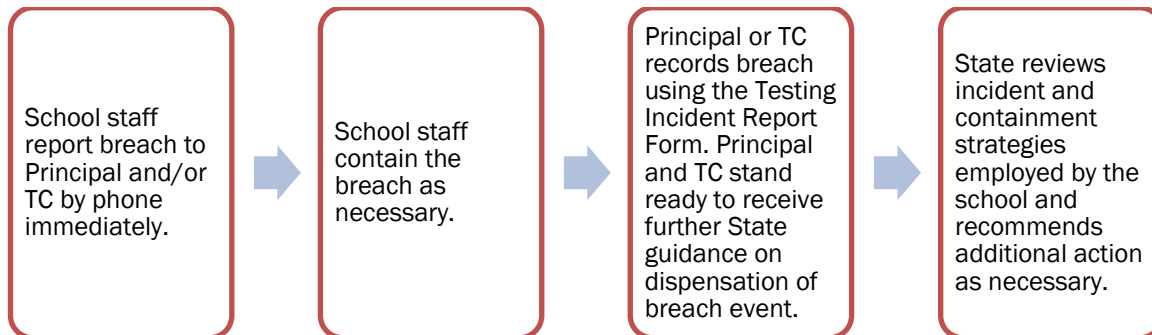 School staff
report breach to
Principal and/or
TC by phone
immediately.
School staff
contain the
breach as
necessary.
Principal or TC
records breach
using the Testing
Incident Report
Form. Principal
and TC stand
ready to receive
further State
guidance on
dispensation of
breach event.
State reviews
incident and
containment
strategies
employed by the
school and
recommends
additional action
as necessary.